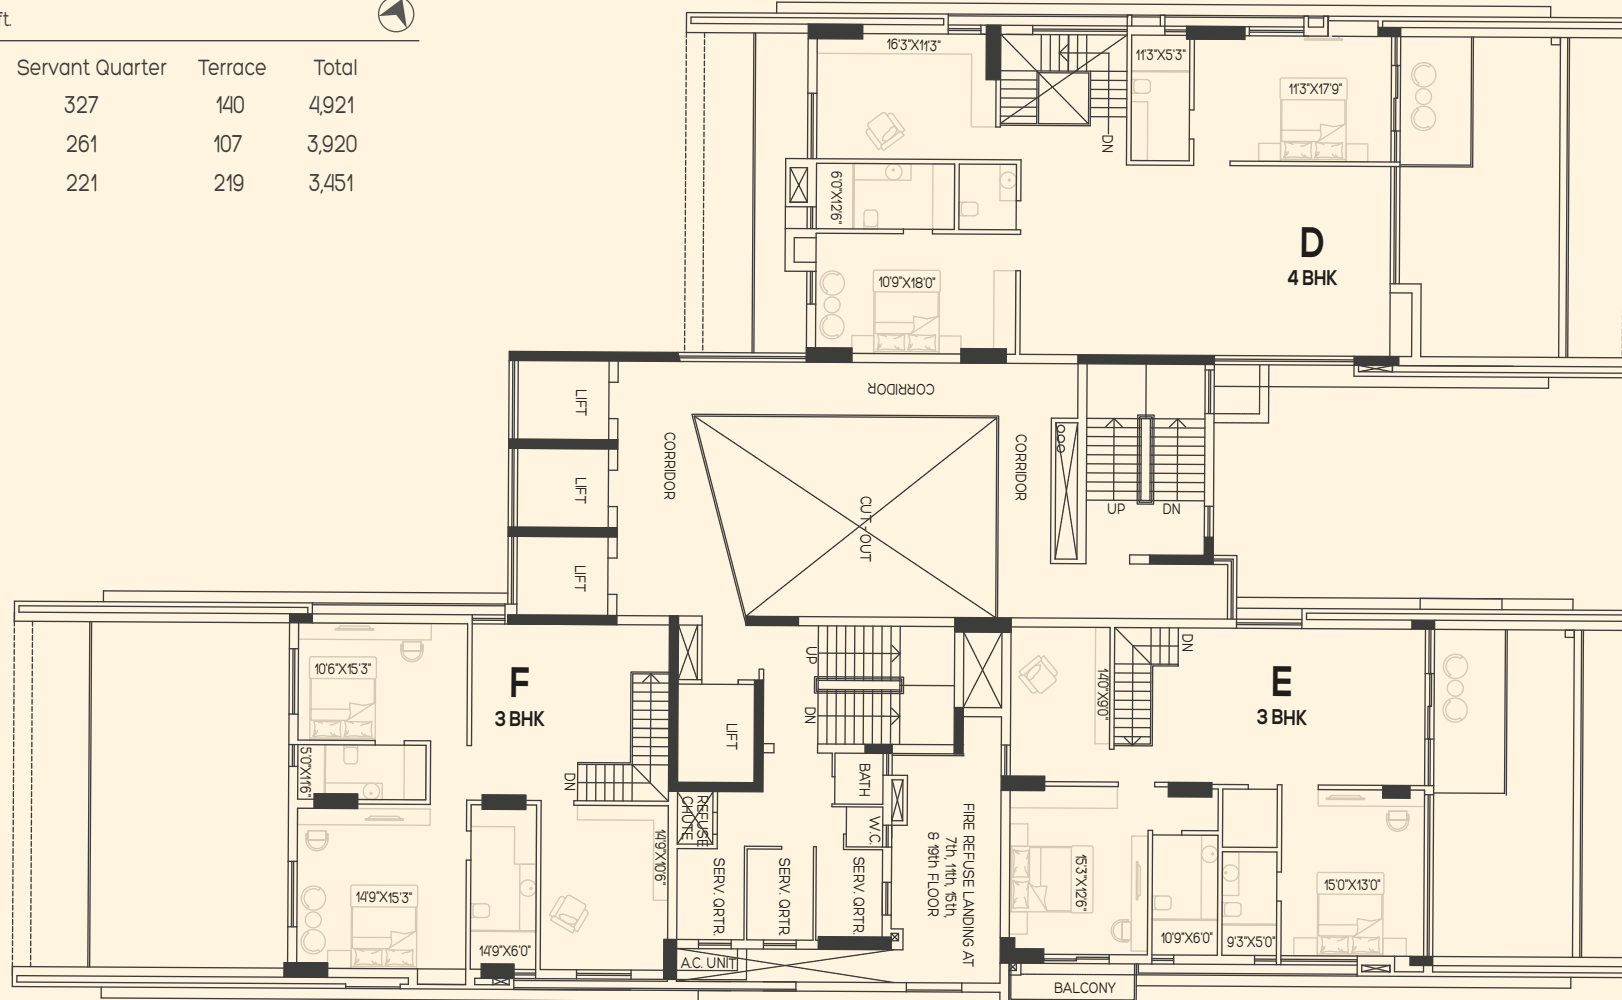 ft.
Servant Quarter Terrace Total
327 140 4,921
261 107 3,920
221 219 3,451
16'3"X11'3"
11'3"X5'3"
11'3"X17'9"
DN
6'0"X12'6"
D
4 BHK
10'9"X18'0"
CORRIDOR
LIFT
CORRIDOR
CORRIDOR
LIFT
CUT-OUT
UP DN
LIFT
10'6"X15'3"
F
3 BHK
UP
DN
LIFT
DN
14'0"X9'0"
E
3 BHK
5'0"X11'6"
DN
BATH
REFUSE
CHUTE
W.C.
14'9"X10'6"
FIRE REFUSE LANDING AT
7th, 11th, 15th,
& 19th FLOOR
14'9"X15'3"
14'9"X6'0"
SERV. QRTR.
SERV. QRTR.
SERV. QRTR.
15'3"X12'6"
15'0"X13'0"
10'9"X6'0"
9'3"X5'0"
A.C. UNIT
BALCONY